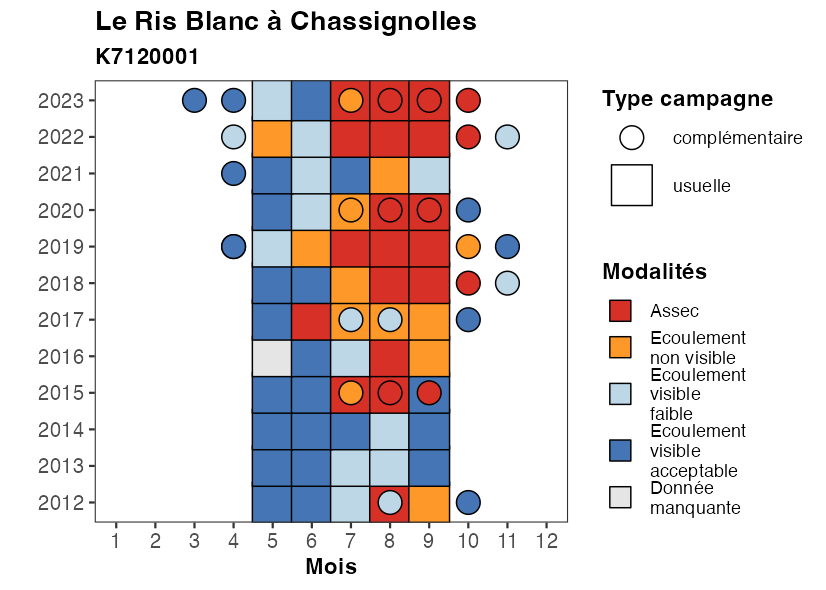 Le Ris Blanc à Chassignolles
K7120001
2023
2022
2021
2020
2019
2018
2017
2016
2015
2014
2013
2012
1 2 3 4 5 6 7 8 9 10 11 12
Mois
Type campagne
complémentaire
usuelle
Modalités
Assec
Ecoulement
non visible
Ecoulement
visible
faible
Ecoulement
visible
acceptable
Donnée
manquante